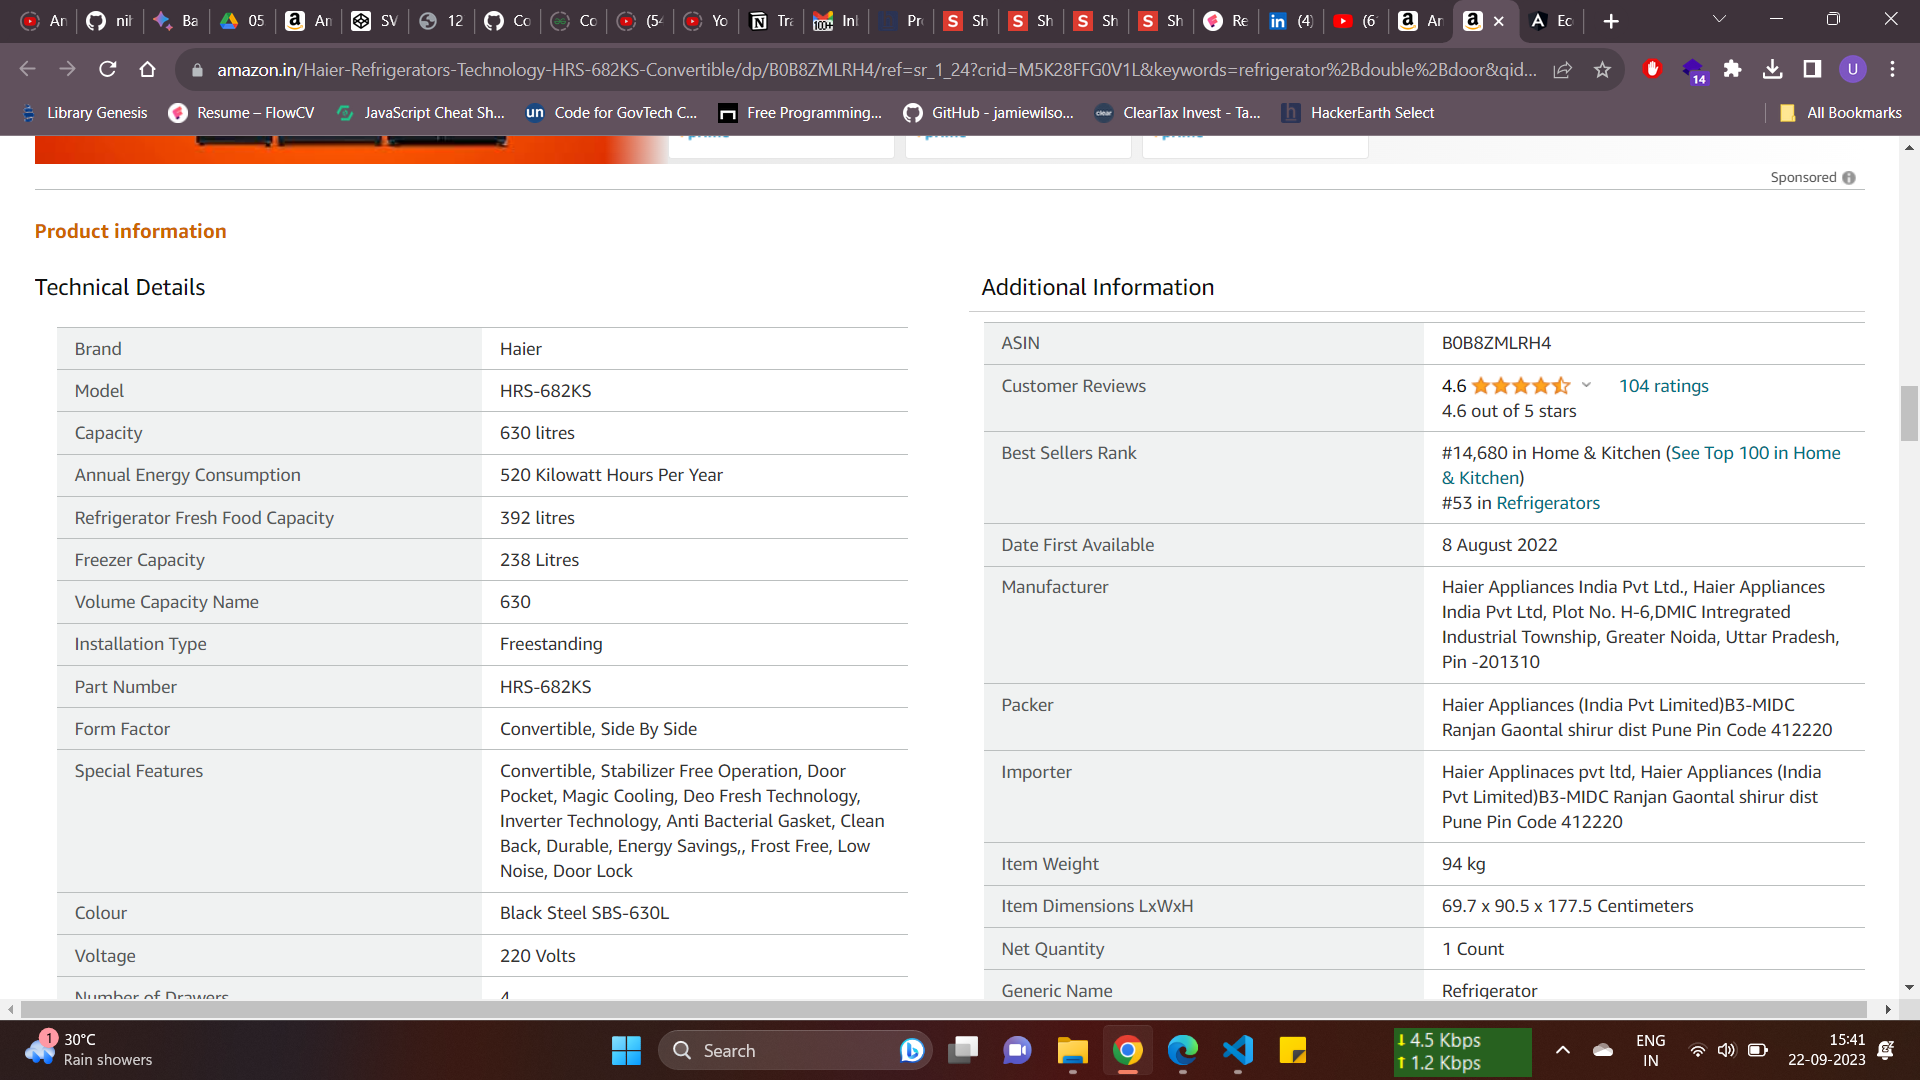 An
nil
Ba
05
An
SV
12
Co
Co
(54
Yo
Tra
Inl
Pr
Sh
Sh
Sh
Sh
Re
(4)
(6
An
Ec
amazon.in/Haier-Refrigerators-Technology-HRS-682KS-Convertible/dp/B0B8ZMLRH4/ref=sr_1_24?crid=M5K28FFG0V1L&keywords=refrigerator%2Bdouble%2Bdoor&qid...
14
U
Library Genesis
Resume – FlowCV
JavaScript Cheat Sh...
un Code for GovTech C...
Free Programming...
GitHub - jamiewilso...
clear ClearTax Invest - Ta...
h HackerEarth Select
All Bookmarks
prime
prime
prime
Sponsored
Product information
Technical Details
Brand Haier
Model HRS-682KS
Capacity 630 litres
Annual Energy Consumption 520 Kilowatt Hours Per Year
Refrigerator Fresh Food Capacity 392 litres
Freezer Capacity 238 Litres
Volume Capacity Name 630
Installation Type Freestanding
Part Number HRS-682KS
Form Factor Convertible, Side By Side
Special Features Convertible, Stabilizer Free Operation, Door
Pocket, Magic Cooling, Deo Fresh Technology,
Inverter Technology, Anti Bacterial Gasket, Clean
Back, Durable, Energy Savings,, Frost Free, Low
Noise, Door Lock
Colour Black Steel SBS-630L
Voltage 220 Volts
Number of Drawers 4
Additional Information
ASIN B0B8ZMLRH4
Customer Reviews 4.6 104 ratings
4.6 out of 5 stars
Best Sellers Rank #14,680 in Home & Kitchen (See Top 100 in Home
& Kitchen)
#53 in Refrigerators
Date First Available 8 August 2022
Manufacturer Haier Appliances India Pvt Ltd., Haier Appliances
India Pvt Ltd, Plot No. H-6,DMIC Intregrated
Industrial Township, Greater Noida, Uttar Pradesh,
Pin -201310
Packer Haier Appliances (India Pvt Limited)B3-MIDC
Ranjan Gaontal shirur dist Pune Pin Code 412220
Importer Haier Applinaces pvt ltd, Haier Appliances (India
Pvt Limited)B3-MIDC Ranjan Gaontal shirur dist
Pune Pin Code 412220
Item Weight 94 kg
Item Dimensions LxWxH 69.7 x 90.5 x 177.5 Centimeters
Net Quantity 1 Count
Generic Name Refrigerator
1
30°C
Rain showers
Search
4.5 Kbps
1.2 Kbps
ENG
IN
15:41
22-09-2023